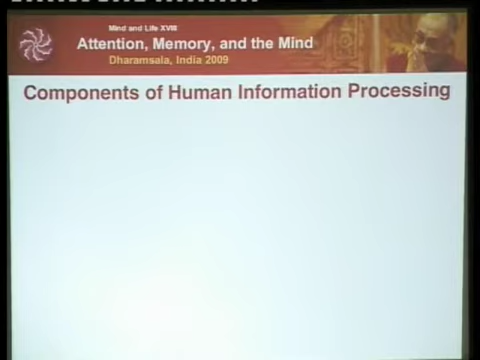 Mind and Life XVIII
Attention, Memory, and the Mind
Dharamsala, India 2009
Components of Human Information Processing